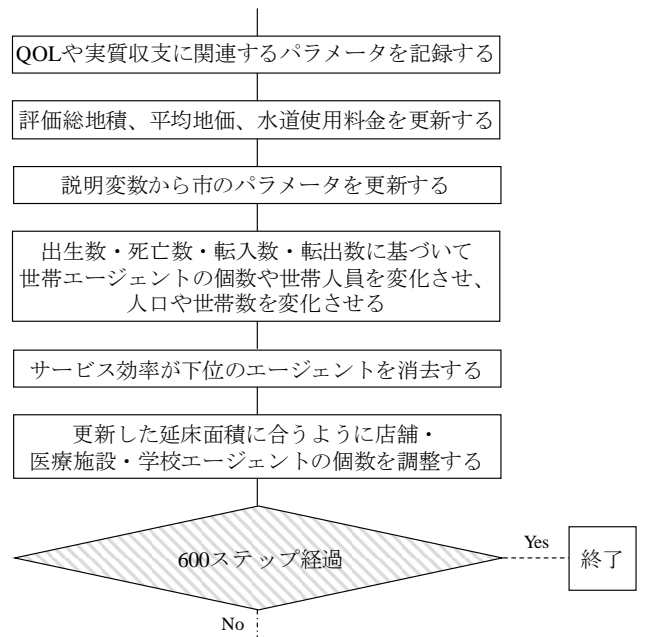 QOLや実質収支に関連するパラメータを記録する
評価総地積、平均地価、水道使用料金を更新する
説明変数から市のパラメータを更新する
出生数・死亡数・転入数・転出数に基づいて
世帯エージェントの個数や世帯人員を変化させ、
人口や世帯数を変化させる
サービス効率が下位のエージェントを消去する
更新した延床面積に合うように店舗・
医療施設・学校エージェントの個数を調整する
600ステップ経過
Yes
終了
No